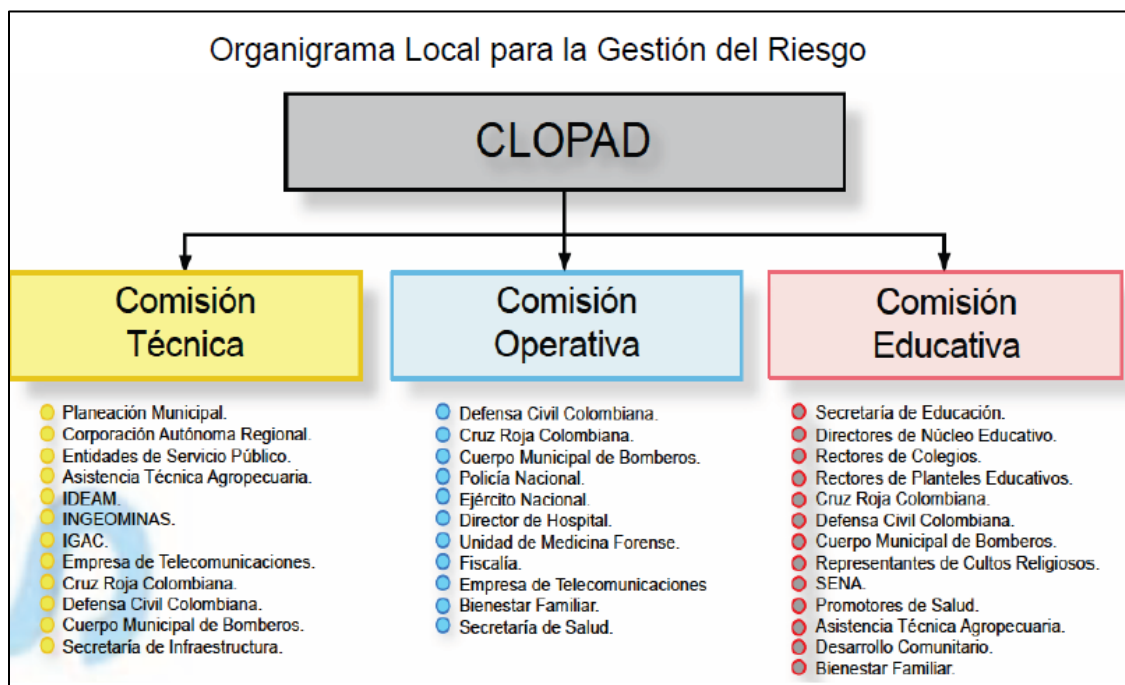 Organigrama Local para la Gestión del Riesgo
CLOPAD
Comisión
Técnica
Planeación Municipal.
Corporación Autónoma Regional.
Entidades de Servicio Público.
Asistencia Técnica Agropecuaria.
IDEAM.
INGEOMINAS.
IGAC.
Empresa de Telecomunicaciones.
Cruz Roja Colombiana.
Defensa Civil Colombiana.
Cuerpo Municipal de Bomberos.
Secretaría de Infraestructura.
Comisión
Operativa
Defensa Civil Colombiana.
Cruz Roja Colombiana.
Cuerpo Municipal de Bomberos.
Policía Nacional.
Ejército Nacional.
Director de Hospital.
Unidad de Medicina Forense.
Fiscalía.
Empresa de Telecomunicaciones
Bienestar Familiar.
Secretaría de Salud.
Comisión
Educativa
Secretaría de Educación.
Directores de Núcleo Educativo.
Rectores de Colegios.
Rectores de Planteles Educativos.
Cruz Roja Colombiana.
Defensa Civil Colombiana.
Cuerpo Municipal de Bomberos.
Representantes de Cultos Religiosos.
SENA.
Promotores de Salud.
Asistencia Técnica Agropecuaria.
Desarrollo Comunitario.
Bienestar Familiar.